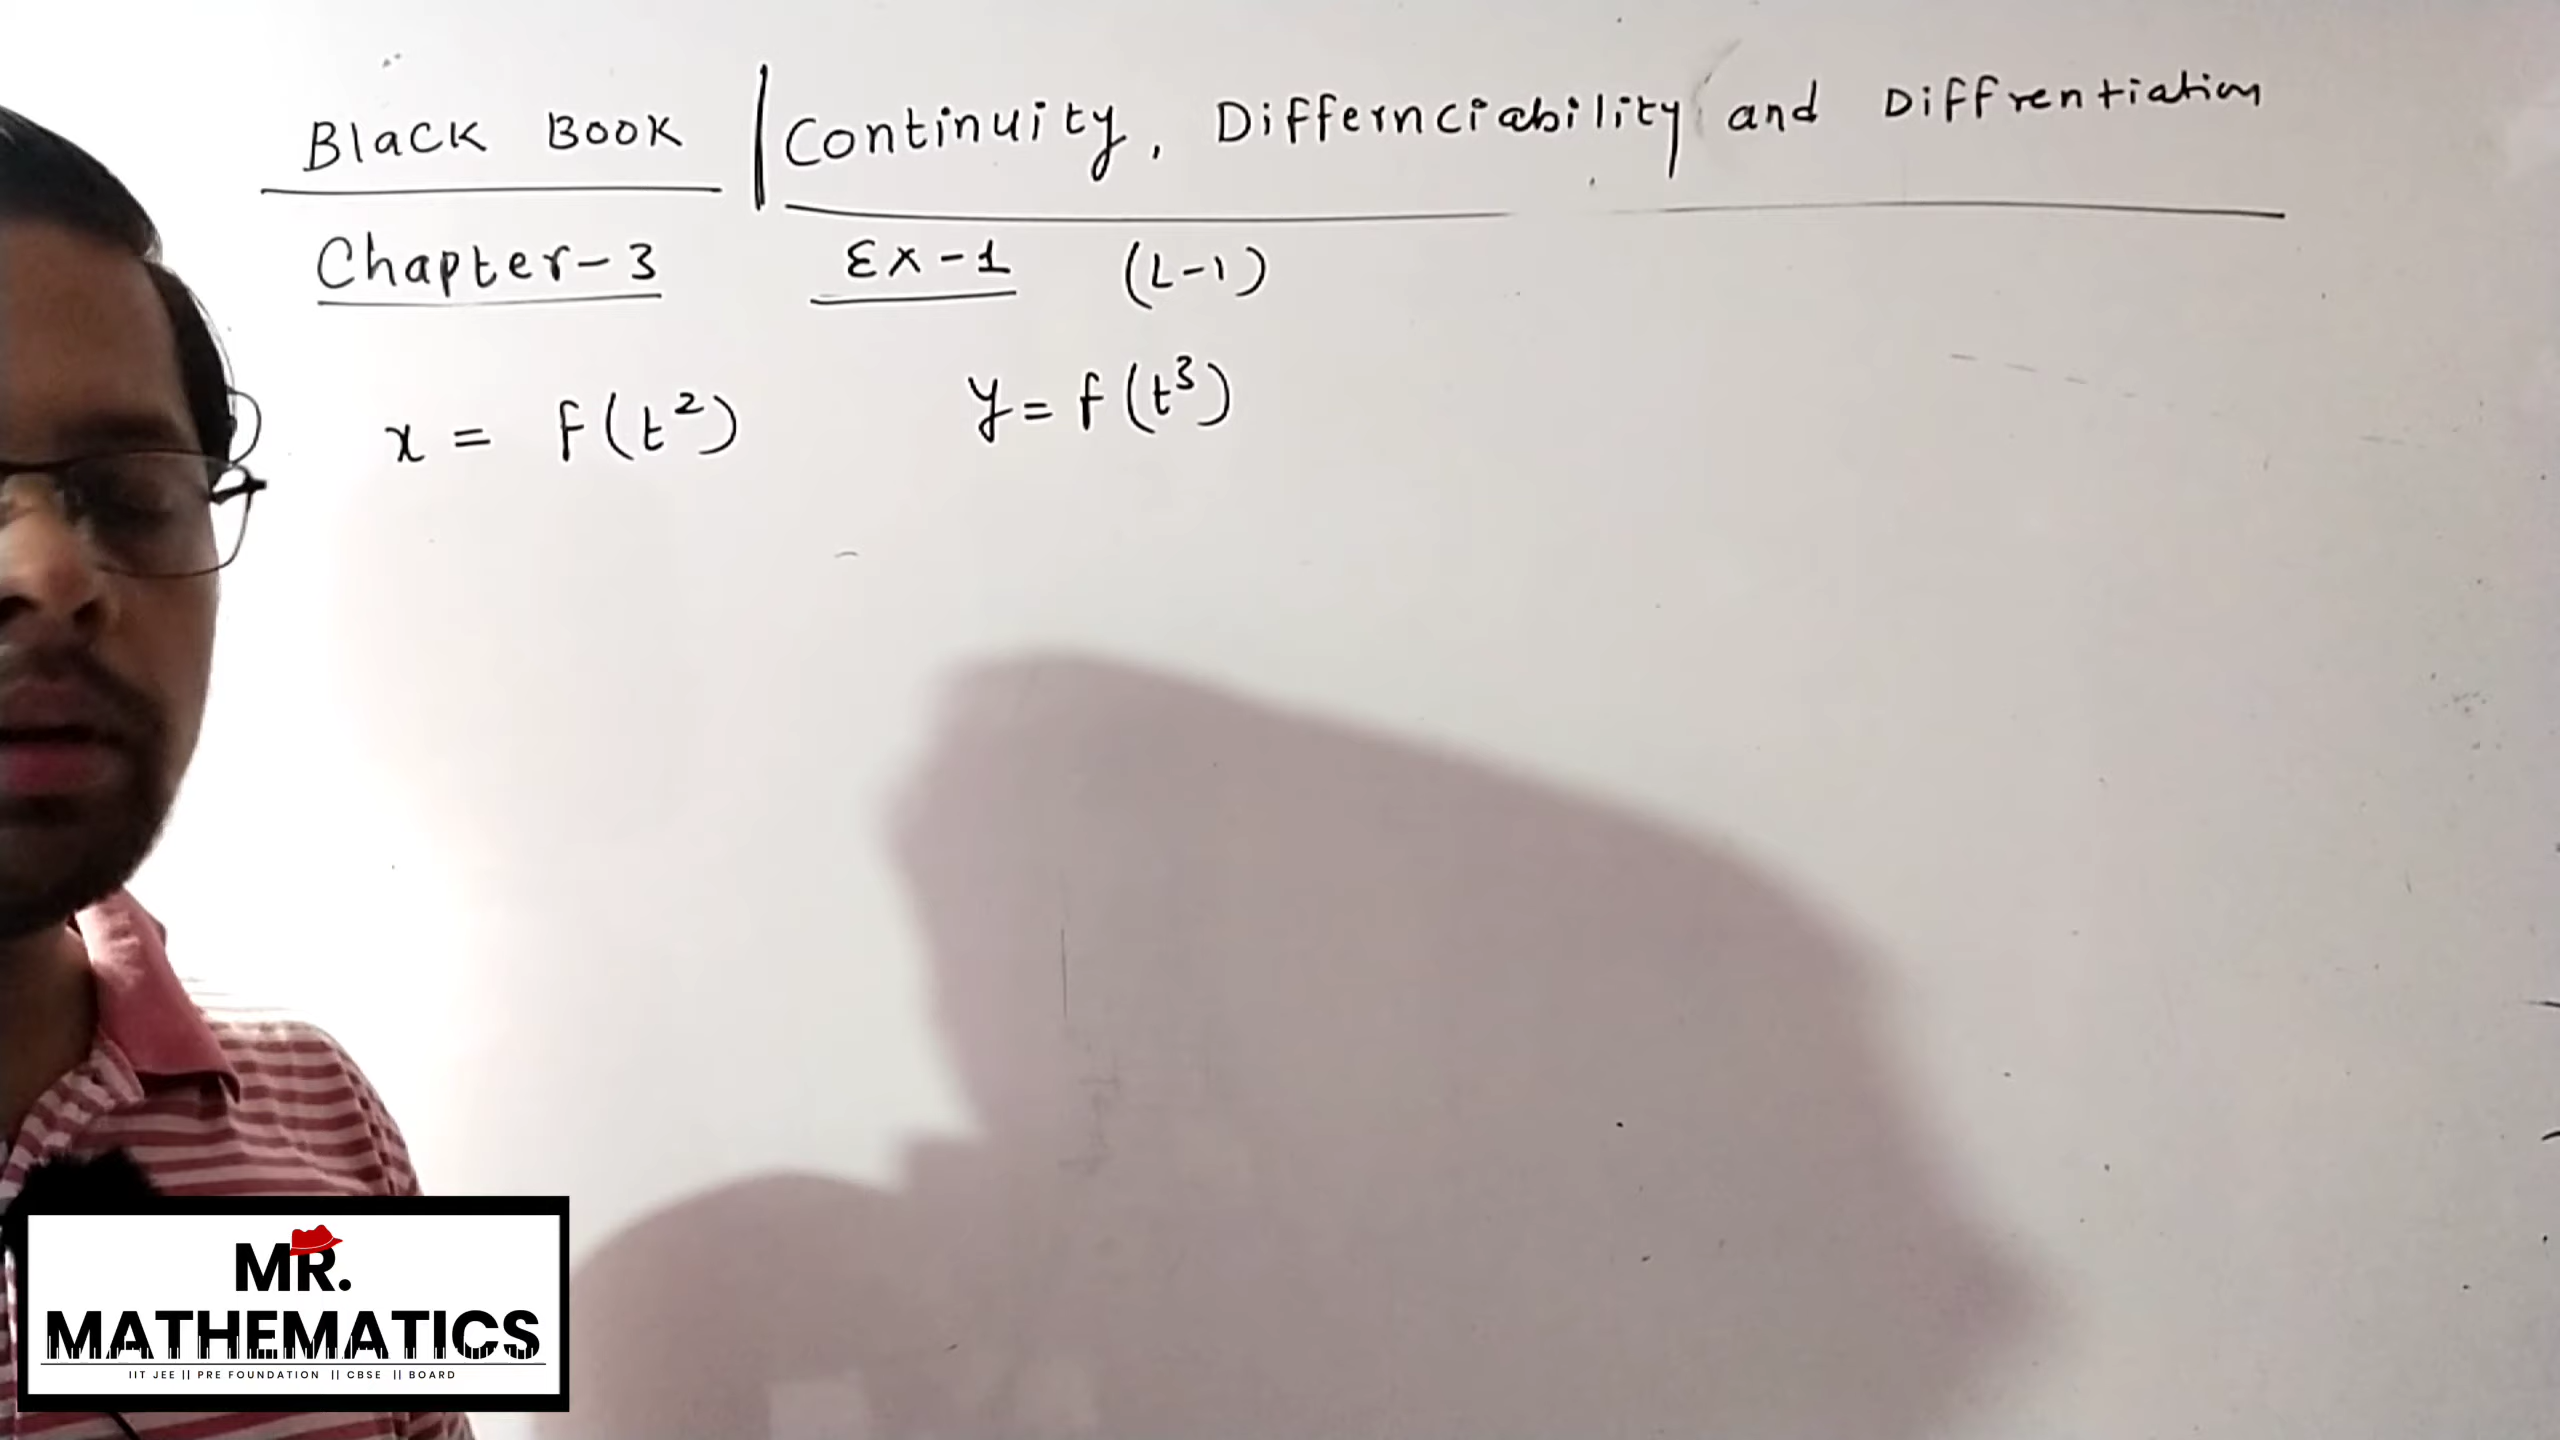 Black Book | Continuity, Differnciability and Diffrentiation
Chapter-3 Ex-1 (L-1)
x = f(t²) y = f(t³)
MR.
MATHEMATICS
IIT JEE || PRE FOUNDATION || CBSE || BOARD